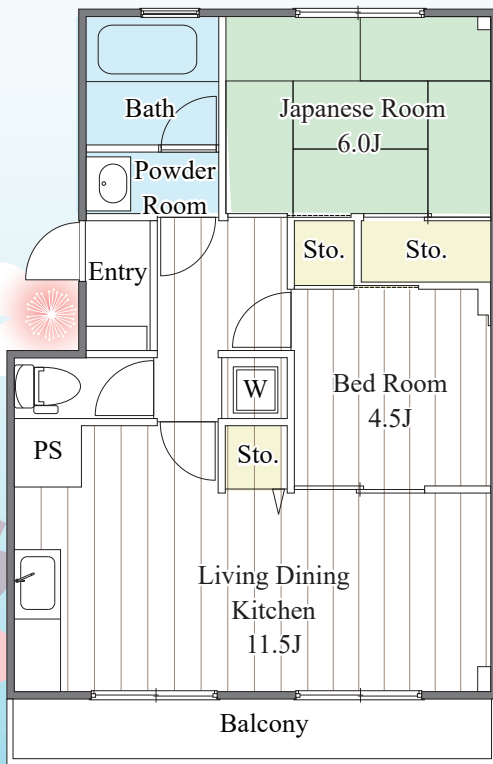 Bath
Japanese Room
6.0J
Powder
Room
Entry
Sto.
Sto.
W
Bed Room
4.5J
PS
Sto.
Living Dining
Kitchen
11.5J
Balcony